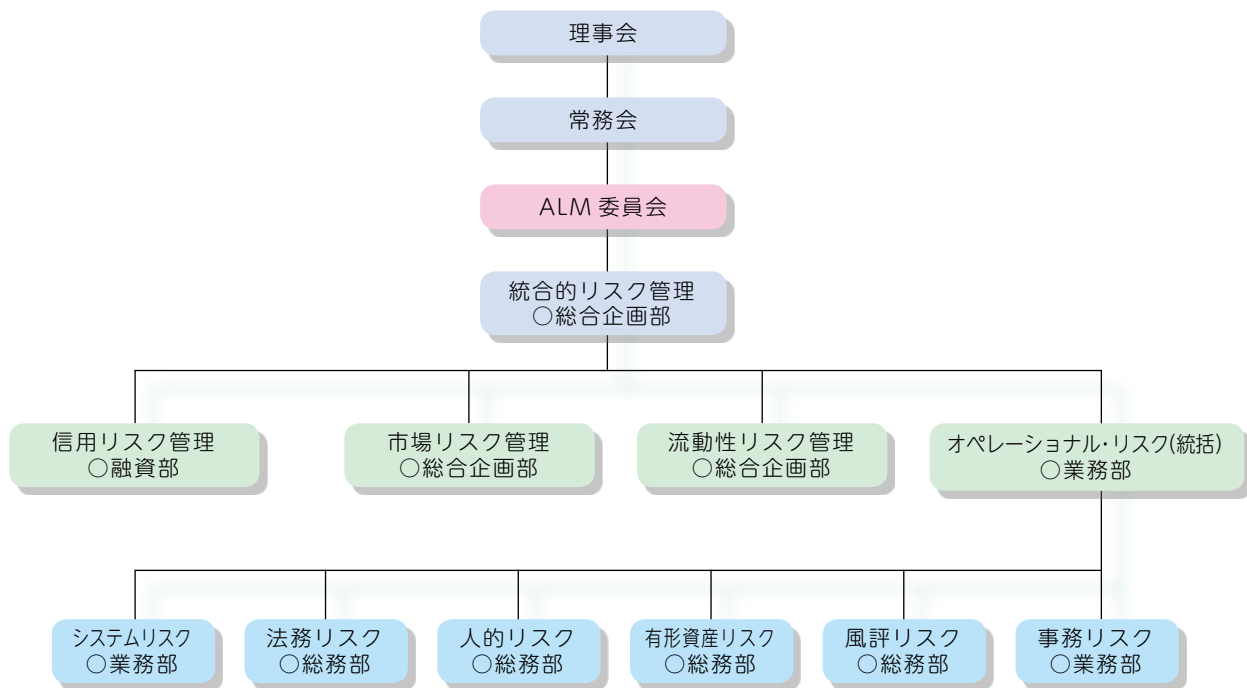 理事会
常務会
ALM 委員会
統合的リスク管理
○総合企画部
信用リスク管理
○融資部
市場リスク管理
○総合企画部
流動性リスク管理
○総合企画部
オペレーショナル・リスク(統括)
○業務部
システムリスク
○業務部
法務リスク
○総務部
人的リスク
○総務部
有形資産リスク
○総務部
風評リスク
○総務部
事務リスク
○業務部